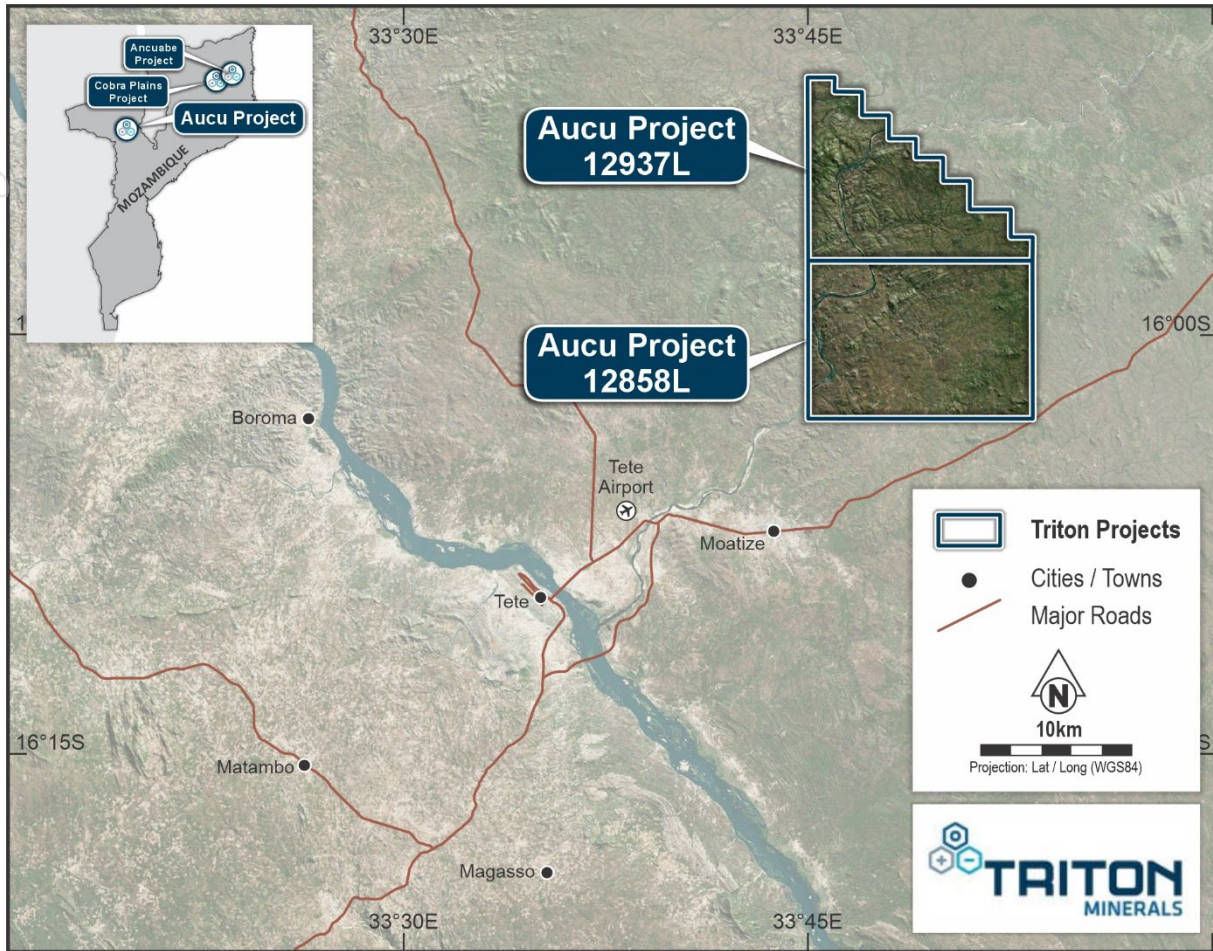 33°30E
33°45E
Ancuabe
Project
Cobra Plains
Project
Aucu Project
MOZAMBIQUE
Aucu Project
12937L
Aucu Project
12858L
16°00S
Boroma
Tete
Airport
Moatize
Tete
Triton Projects
Cities / Towns
Major Roads
N
10km
Projection: Lat / Long (WGS84)
16°15S
S
Matambo
Magasso
33°30E
33°45E
TRITON
MINERALS